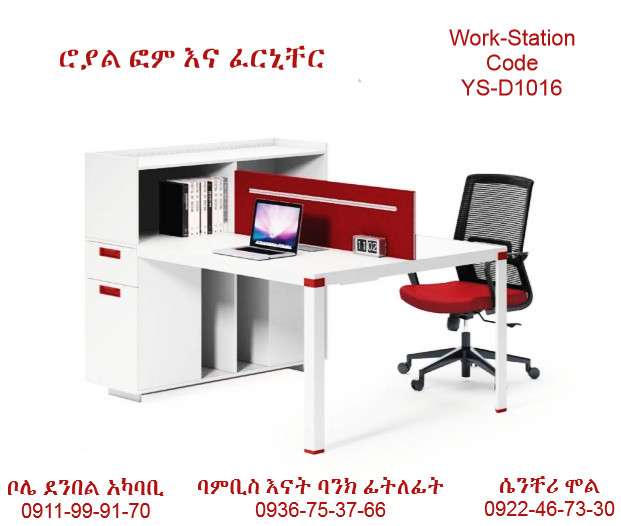 ሮያል ፎም እና ፈርኒቸር
Work-Station
Code
YS-D1016
ቦሌ ደንበል አካባቢ
0911-99-91-70
ባምቢስ እናት ባንክ ፊትለፊት
0936-75-37-66
ሴንቸሪ ሞል
0922-46-73-30